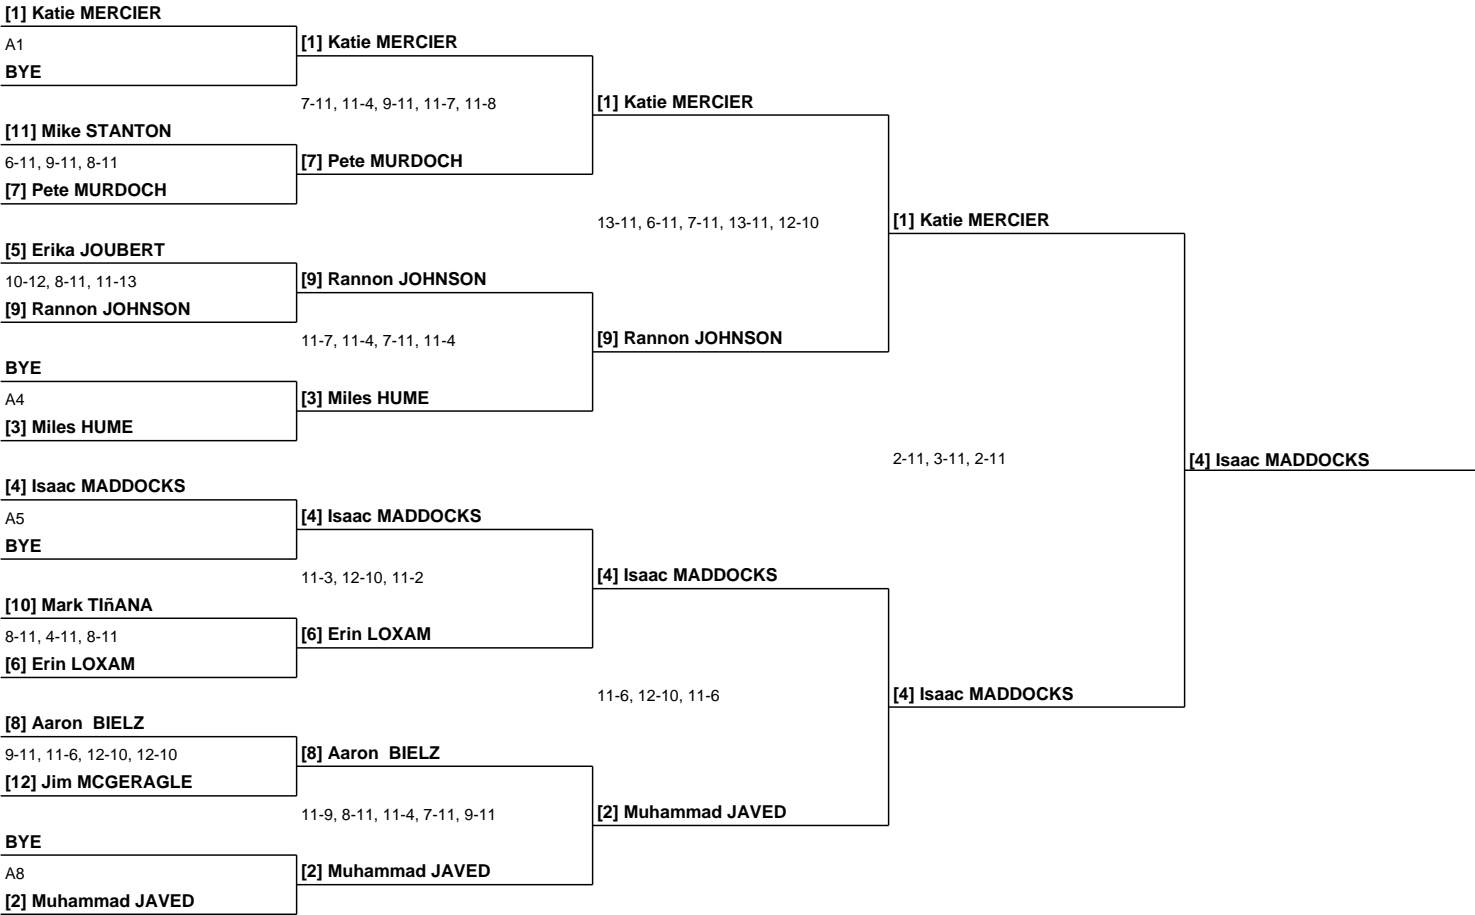 [1] Katie MERCIER
A1
BYE
[11] Mike STANTON
6-11, 9-11, 8-11
[7] Pete MURDOCH
[5] Erika JOUBERT
10-12, 8-11, 11-13
[9] Rannon JOHNSON
BYE
A4
[3] Miles HUME
[4] Isaac MADDOCKS
A5
BYE
[10] Mark TIñANA
8-11, 4-11, 8-11
[6] Erin LOXAM
[8] Aaron  BIELZ
9-11, 11-6, 12-10, 12-10
[12] Jim MCGERAGLE
BYE
A8
[2] Muhammad JAVED
[1] Katie MERCIER
7-11, 11-4, 9-11, 11-7, 11-8
[7] Pete MURDOCH
[9] Rannon JOHNSON
11-7, 11-4, 7-11, 11-4
[3] Miles HUME
[4] Isaac MADDOCKS
11-3, 12-10, 11-2
[6] Erin LOXAM
[8] Aaron  BIELZ
11-9, 8-11, 11-4, 7-11, 9-11
[2] Muhammad JAVED
[1] Katie MERCIER
13-11, 6-11, 7-11, 13-11, 12-10
[9] Rannon JOHNSON
[4] Isaac MADDOCKS
11-6, 12-10, 11-6
[2] Muhammad JAVED
[1] Katie MERCIER
2-11, 3-11, 2-11
[4] Isaac MADDOCKS
[4] Isaac MADDOCKS